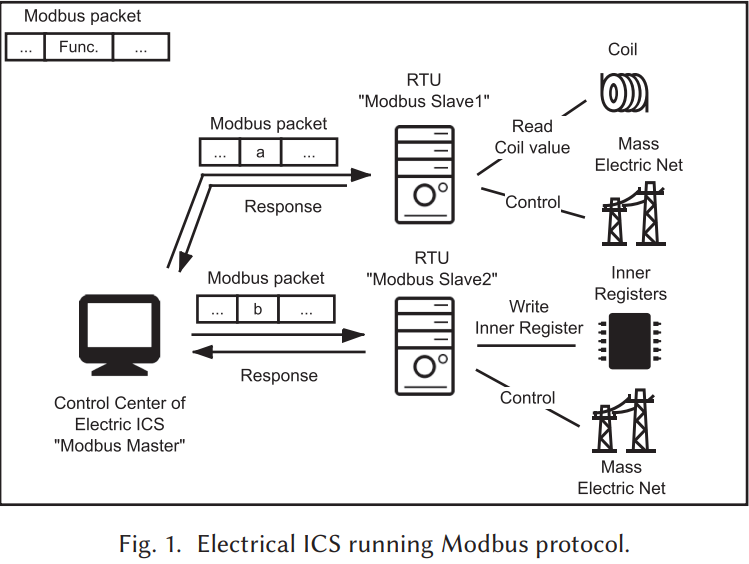 Modbus packet
... Func. ...
RTU
"Modbus Slave1"
Coil
Modbus packet
... a ...
Response
Read
Coil value
Mass
Electric Net
Control
RTU
"Modbus Slave2"
Modbus packet
... b ...
Response
Inner
Registers
Write
Inner Register
Control
Control Center of
Electric ICS
"Modbus Master"
Mass
Electric Net
Fig. 1. Electrical ICS running Modbus protocol.